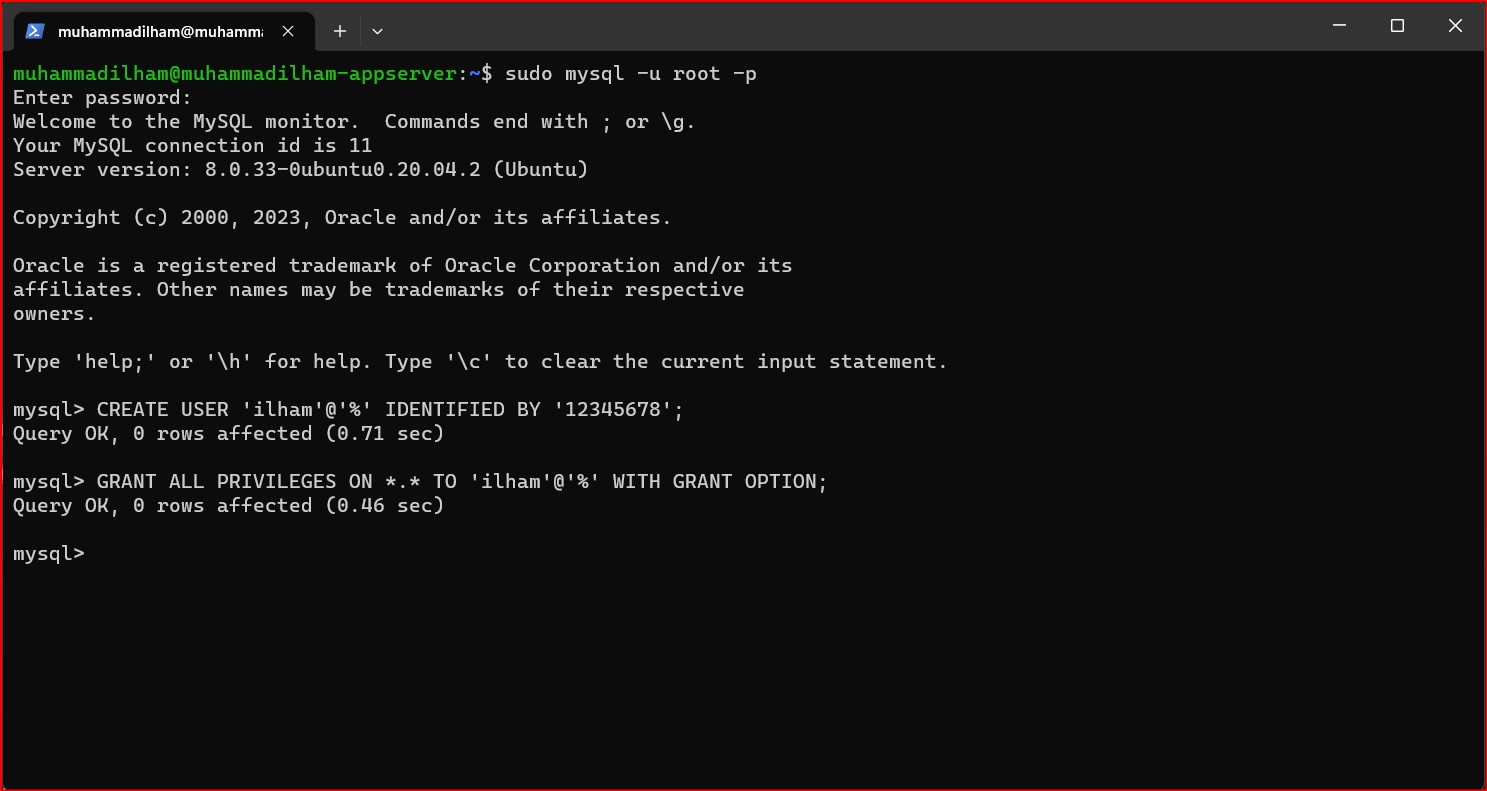 muhammadilham@muhamma
muhammadilham@muhammadilham-appserver:~$ sudo mysql -u root -p
Enter password:
Welcome to the MySQL monitor.  Commands end with ; or \g.
Your MySQL connection id is 11
Server version: 8.0.33-0ubuntu0.20.04.2 (Ubuntu)
Copyright (c) 2000, 2023, Oracle and/or its affiliates.
Oracle is a registered trademark of Oracle Corporation and/or its
affiliates. Other names may be trademarks of their respective
owners.
Type 'help;' or '\h' for help. Type '\c' to clear the current input statement.
mysql> CREATE USER 'ilham'@'%' IDENTIFIED BY '12345678';
Query OK, 0 rows affected (0.71 sec)
mysql> GRANT ALL PRIVILEGES ON *.* TO 'ilham'@'%' WITH GRANT OPTION;
Query OK, 0 rows affected (0.46 sec)
mysql>